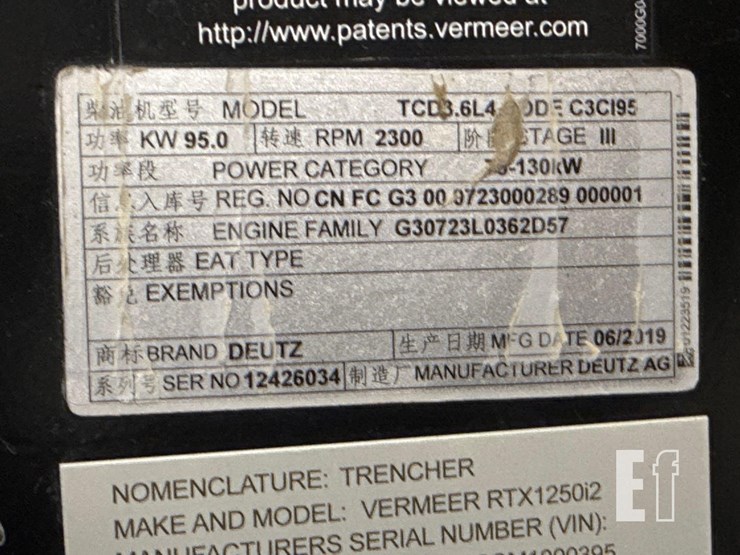 product may be viewed at
http://www.patents.vermeer.com
7000G0
柴油机型号 MODEL TCD3.6L4 CODE C3CI95
功率 KW 95.0 转速 RPM 2300 阶段 STAGE III
功率段 POWER CATEGORY 75-130kW
信息入库号 REG. NO CN FC G3 00 0723000289 000001
系族名称 ENGINE FAMILY G30723L0362D57
后处理器 EAT TYPE
豁免 EXEMPTIONS
商标 BRAND DEUTZ 生产日期 MFG DATE 06/2019
系列号 SER NO 12426034 制造厂 MANUFACTURER DEUTZ AG
01223519
NOMENCLATURE: TRENCHER
MAKE AND MODEL: VERMEER RTX1250i2
MANUFACTURERS SERIAL NUMBER (VIN):
Ef